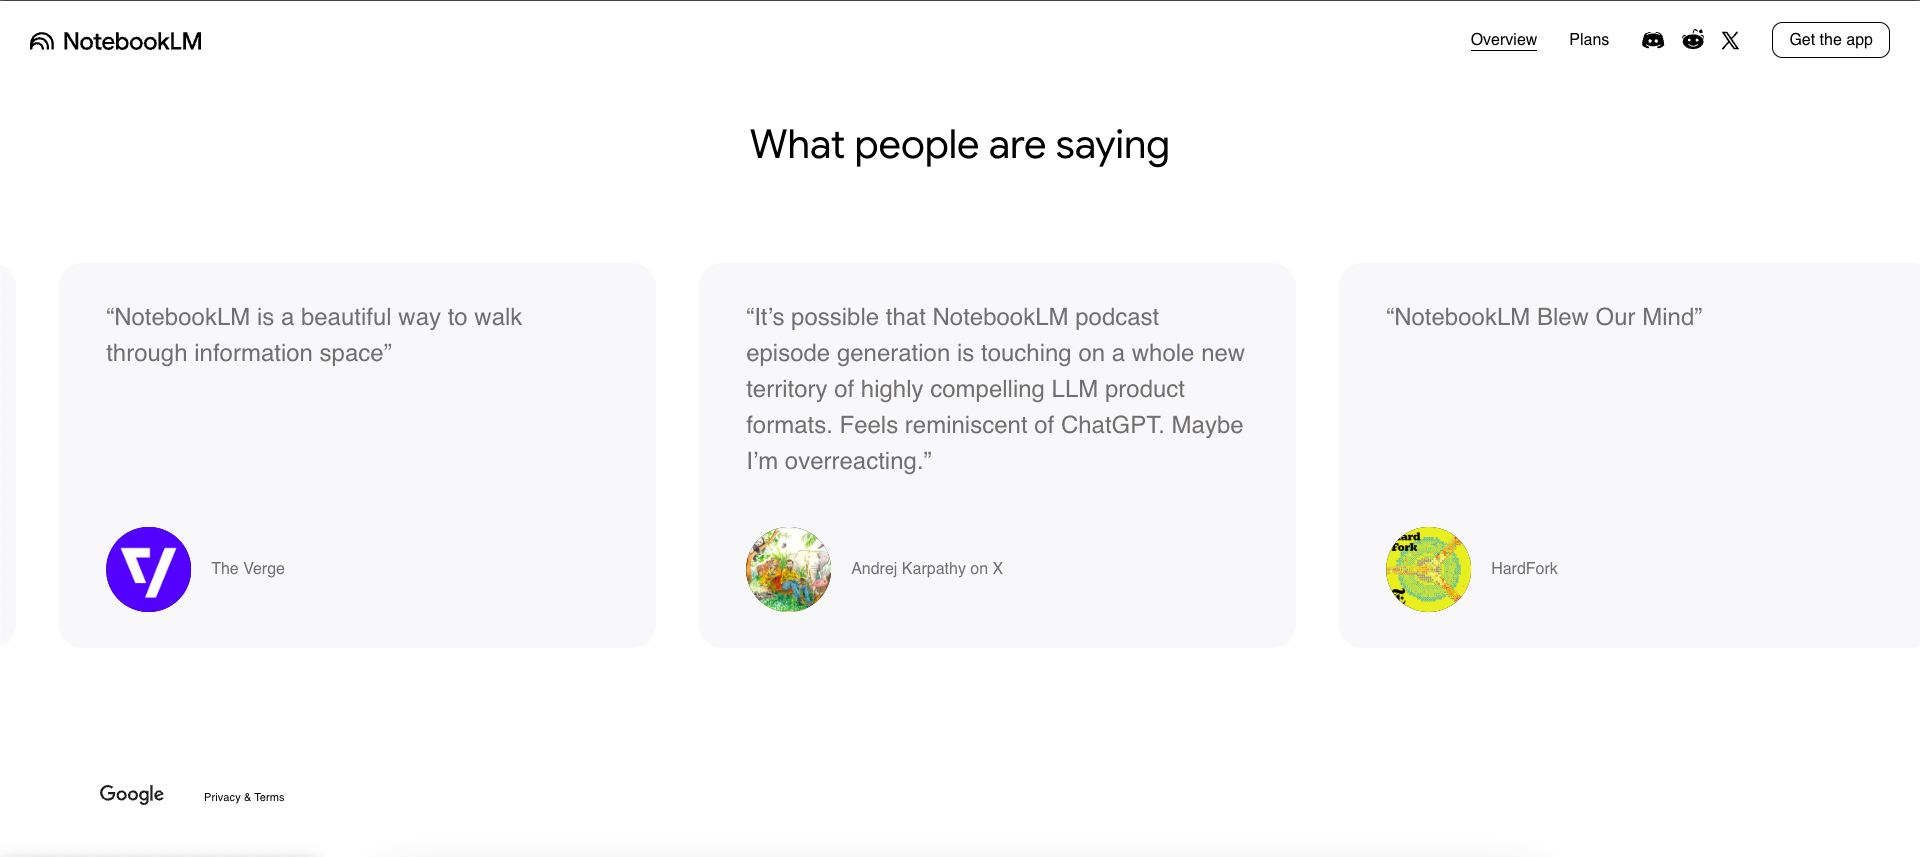 NotebookLM
Overview
Plans
Get the app
What people are saying
“NotebookLM is a beautiful way to walk
through information space”
The Verge
“It’s possible that NotebookLM podcast
episode generation is touching on a whole new
territory of highly compelling LLM product
formats. Feels reminiscent of ChatGPT. Maybe
I’m overreacting.”
Andrej Karpathy on X
“NotebookLM Blew Our Mind”
fork
HardFork
Google
Privacy & Terms